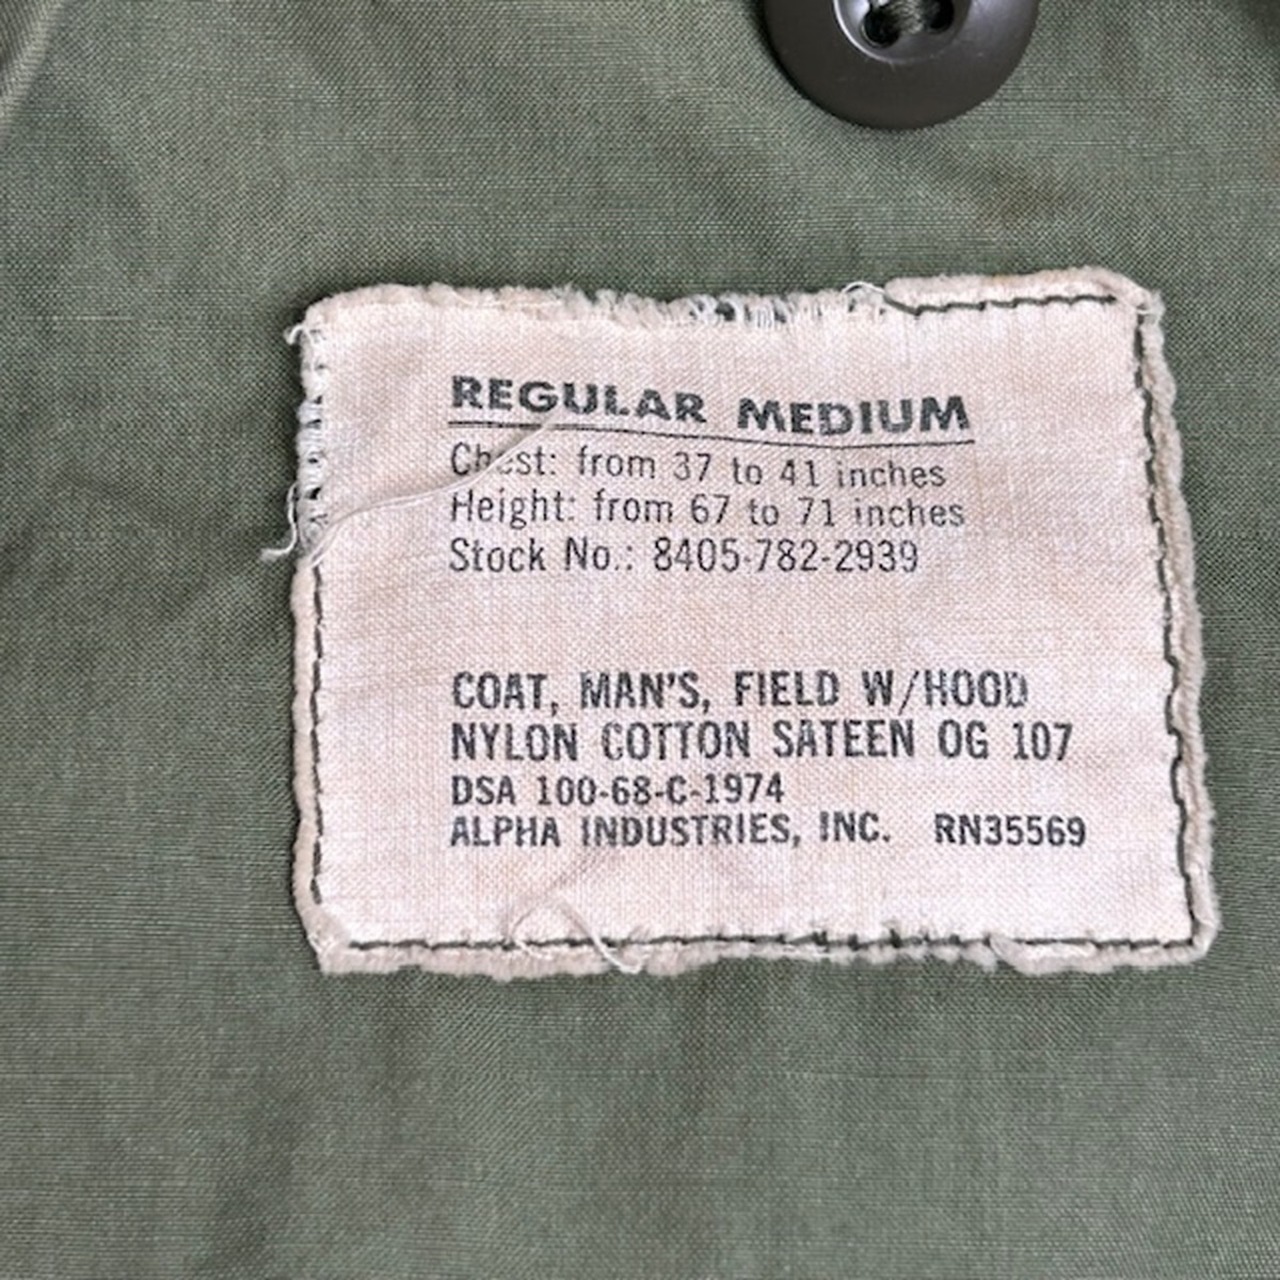 REGULAR MEDIUM
Chest: from 37 to 41 inches
Height: from 67 to 71 inches
Stock No.: 8405-782-2939
COAT, MAN'S, FIELD W/HOOD
NYLON COTTON SATEEN OG 107
DSA 100-68-C-1974
ALPHA INDUSTRIES, INC. RN35569